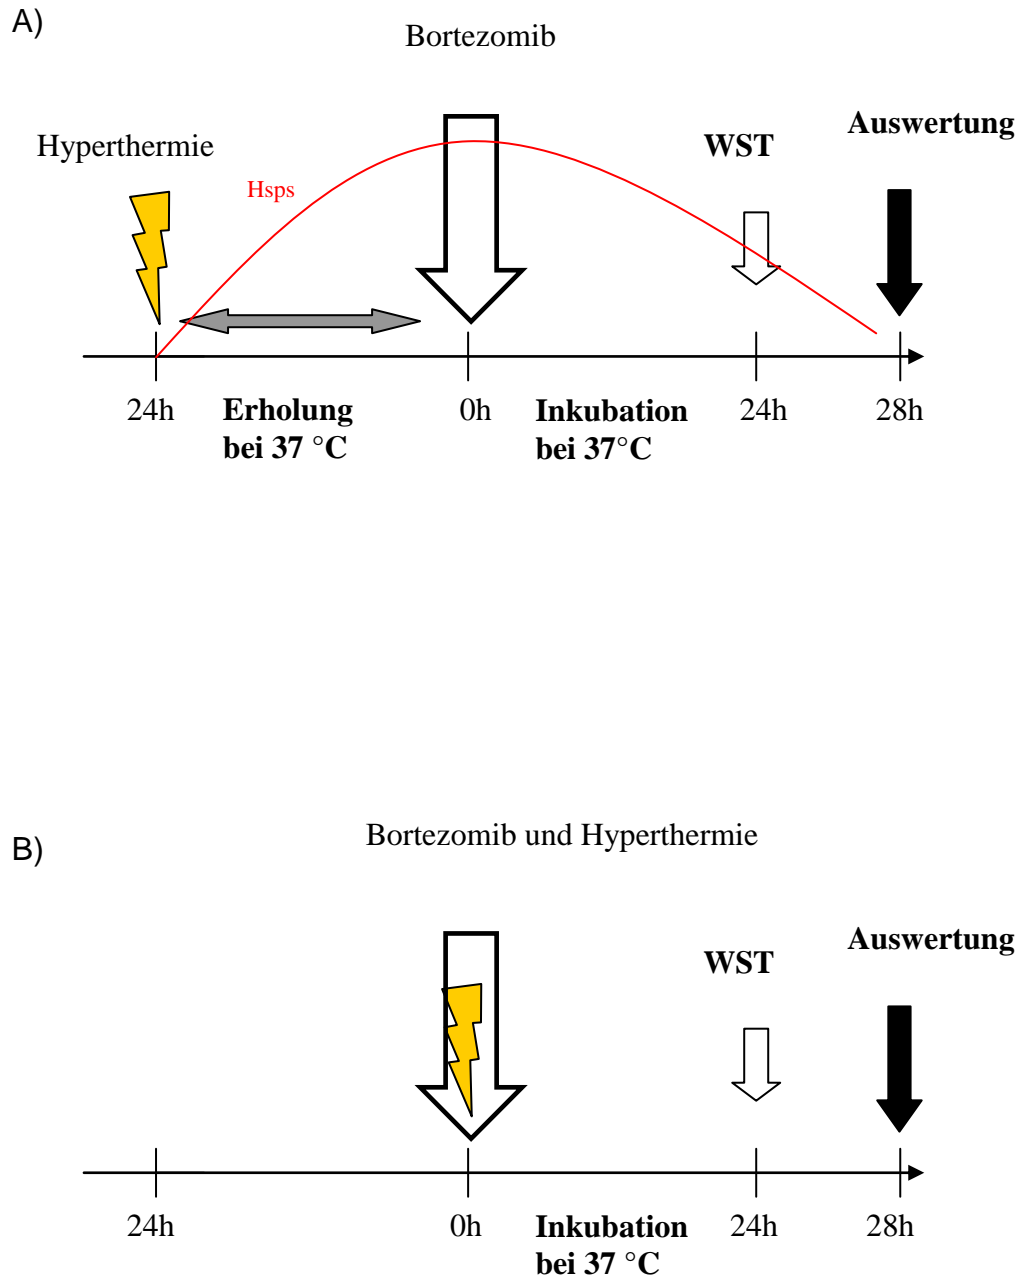 A)
Bortezomib
Hyperthermie
WST
Auswertung
Hsps
24h
Erholung
bei 37 °C
0h
Inkubation
bei 37°C
24h
28h
B)
Bortezomib und Hyperthermie
WST
Auswertung
24h
0h
Inkubation
bei 37 °C
24h
28h